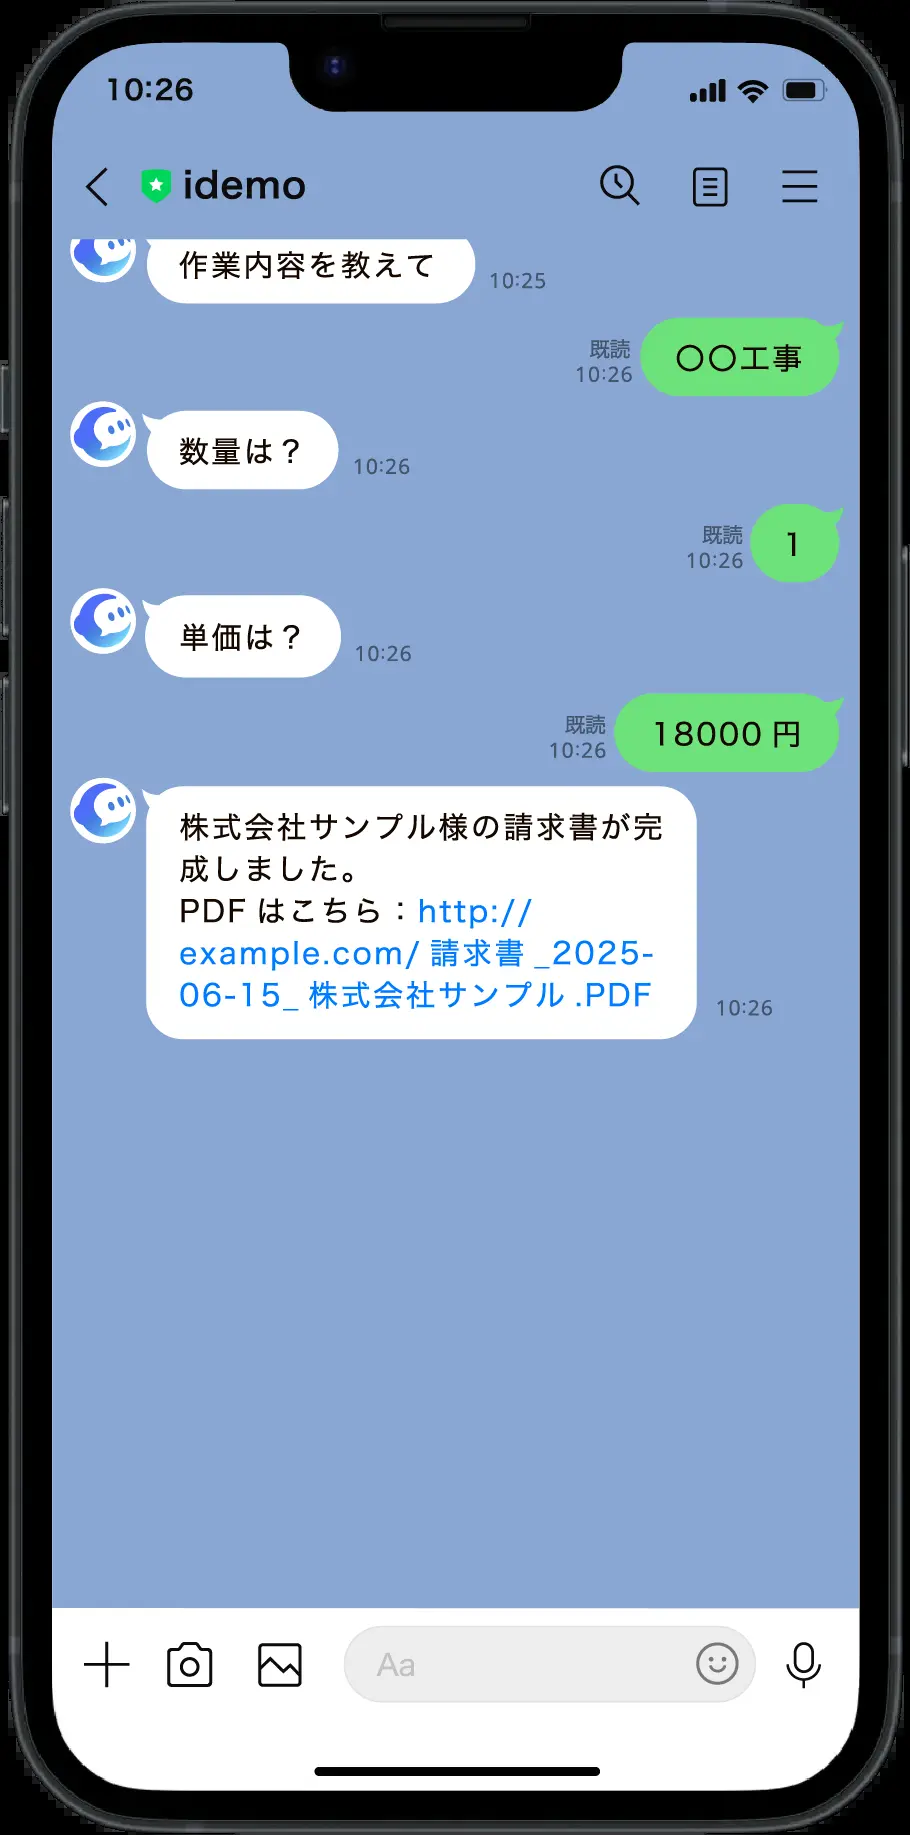 10:26
idemo
作業内容を教えて
10:25
〇〇工事
既読
10:26
数量は？
10:26
1
既読
10:26
単価は？
10:26
18000 円
既読
10:26
株式会社サンプル様の請求書が完
成しました。
PDF はこちら：http://
example.com/ 請求書 _2025-
06-15_ 株式会社サンプル .PDF
10:26
Aa